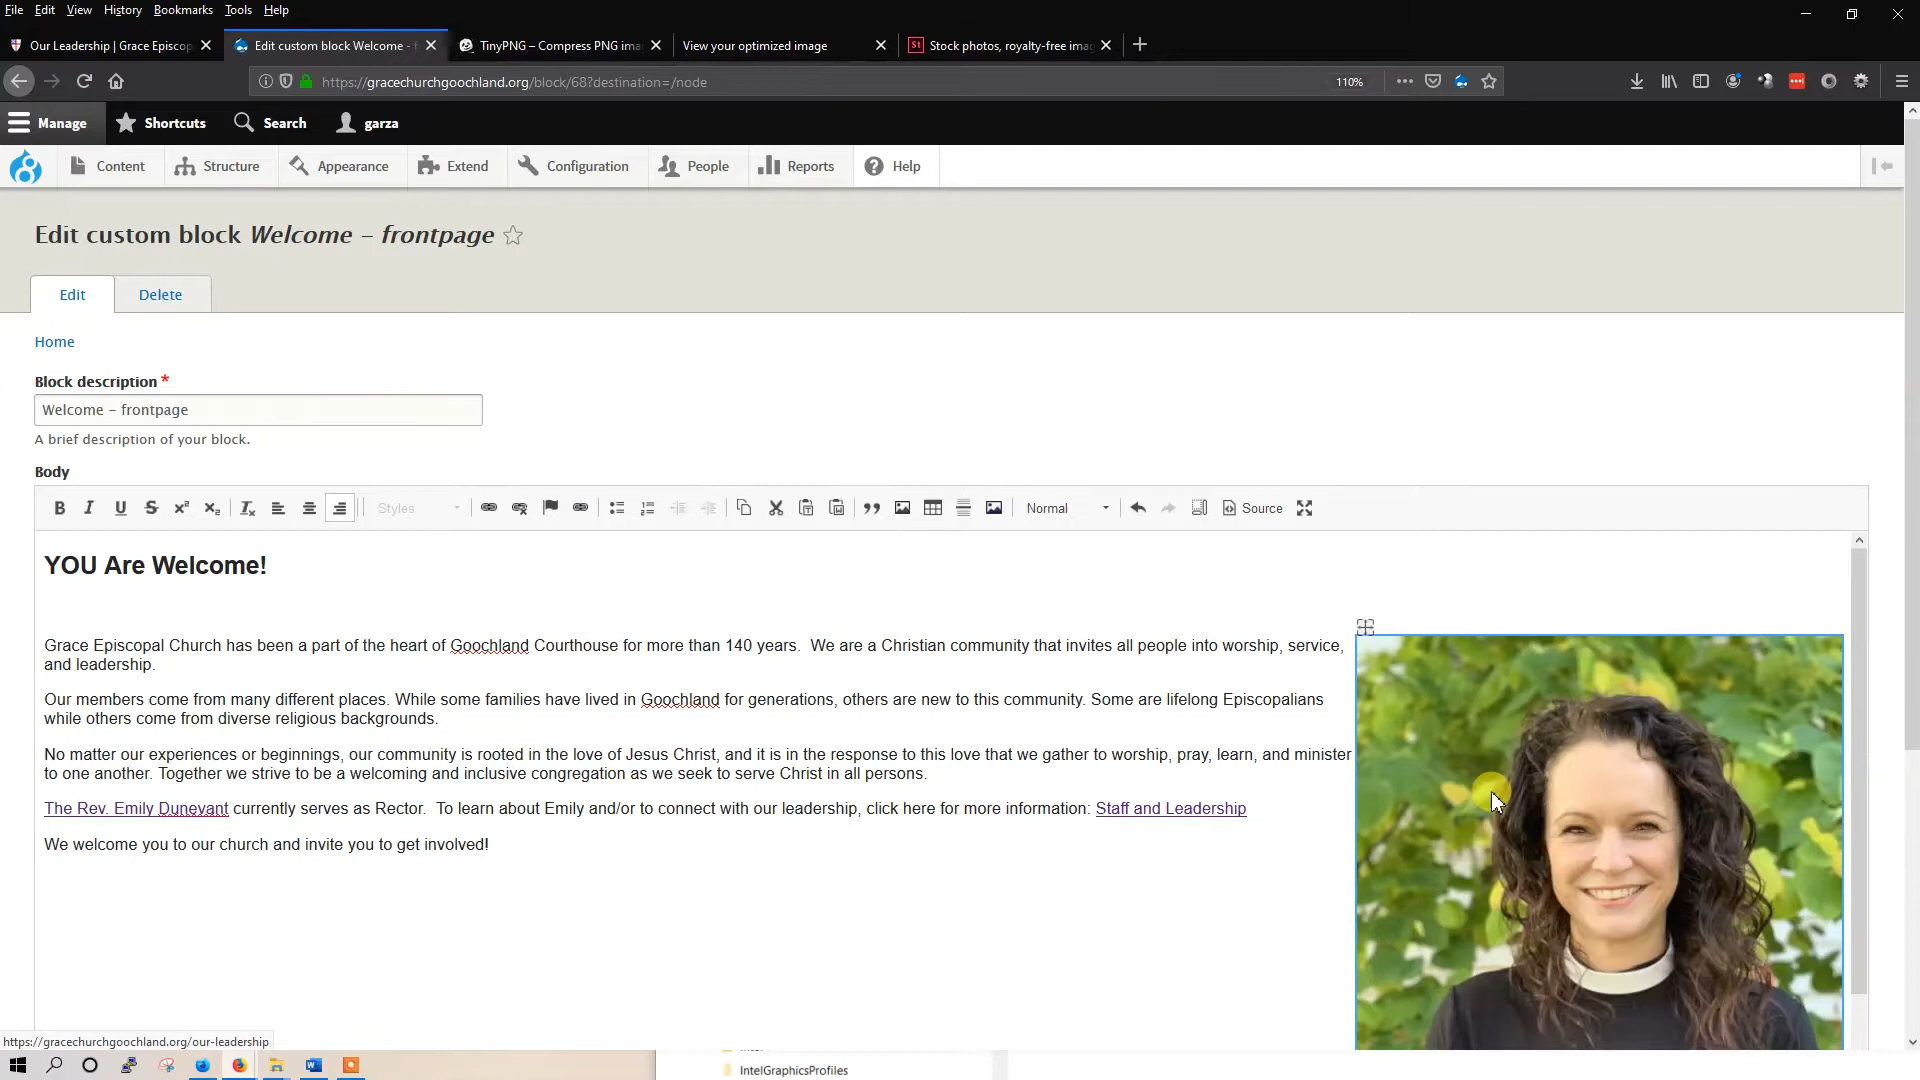 File Edit View History Bookmarks Tools Help
Our Leadership | Grace Episcop
Edit custom block Welcome - f
TinyPNG – Compress PNG ima
View your optimized image
Stock photos, royalty-free imag
https://gracechurchgoochland.org/block/68?destination=/node
110%
Manage Shortcuts Search garza
Content Structure Appearance Extend Configuration People Reports Help
Edit custom block Welcome – frontpage
Edit Delete
Home
Block description *
Welcome – frontpage
A brief description of your block.
Body
Styles Normal Source
YOU Are Welcome!
Grace Episcopal Church has been a part of the heart of Goochland Courthouse for more than 140 years.  We are a Christian community that invites all people into worship, service,
and leadership.
Our members come from many different places. While some families have lived in Goochland for generations, others are new to this community. Some are lifelong Episcopalians
while others come from diverse religious backgrounds.
No matter our experiences or beginnings, our community is rooted in the love of Jesus Christ, and it is in the response to this love that we gather to worship, pray, learn, and minister
to one another. Together we strive to be a welcoming and inclusive congregation as we seek to serve Christ in all persons.
The Rev. Emily Dunevant currently serves as Rector.  To learn about Emily and/or to connect with our leadership, click here for more information: Staff and Leadership
We welcome you to our church and invite you to get involved!
https://gracechurchgoochland.org/our-leadership
IntelGraphicsProfiles